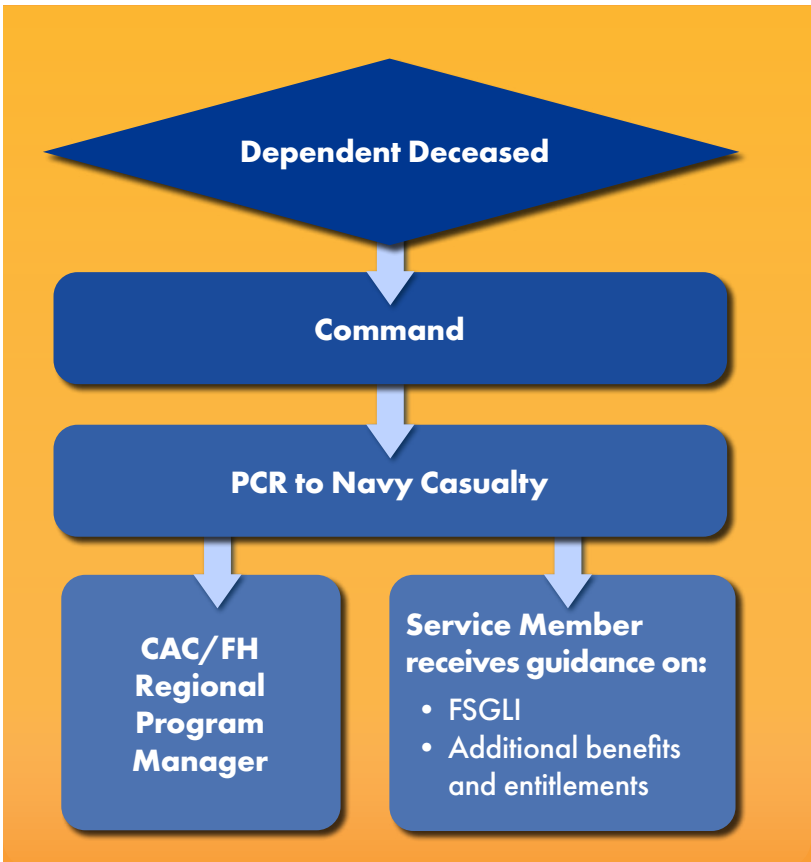 Dependent Deceased
Command
PCR to Navy Casualty
CAC/FH
Regional
Program
Manager
Service Member
receives guidance on:
• FSGLI
• Additional benefits
and entitlements